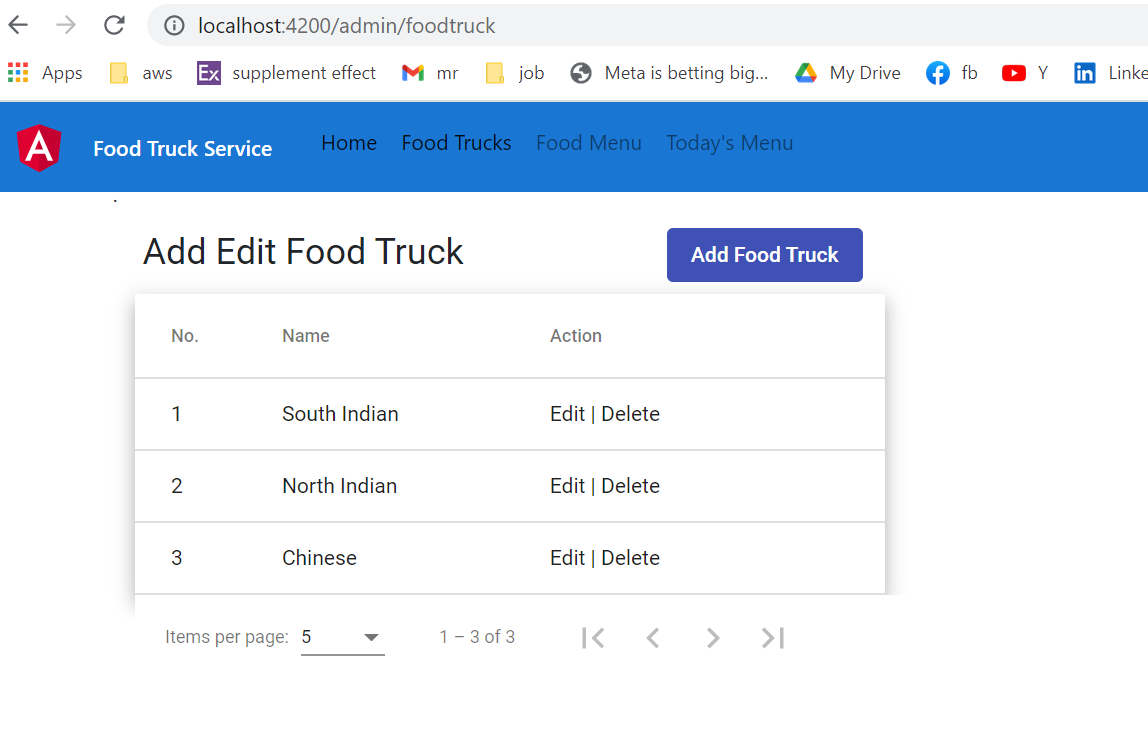 localhost:4200/admin/foodtruck
Apps aws Ex supplement effect mr job Meta is betting big... My Drive fb Y in Linke
A Food Truck Service Home Food Trucks Food Menu Today's Menu
.
Add Edit Food Truck Add Food Truck
No. Name Action
1 South Indian Edit | Delete
2 North Indian Edit | Delete
3 Chinese Edit | Delete
Items per page: 5 1 – 3 of 3